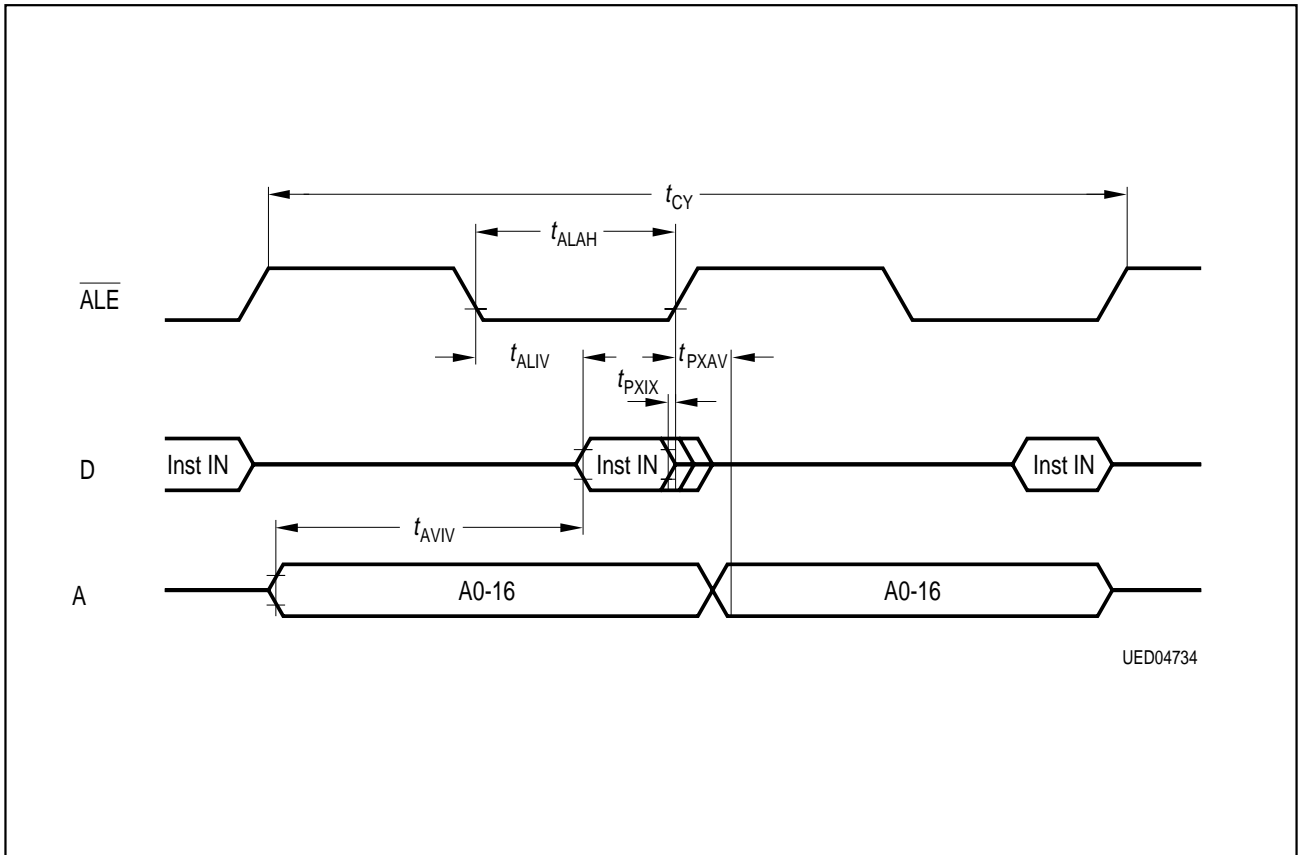 tCY
tALAH
ALE
tALIV
tPXAV
tPXIX
D
Inst IN
Inst IN
Inst IN
tAVIV
A
A0-16
A0-16
UED04734